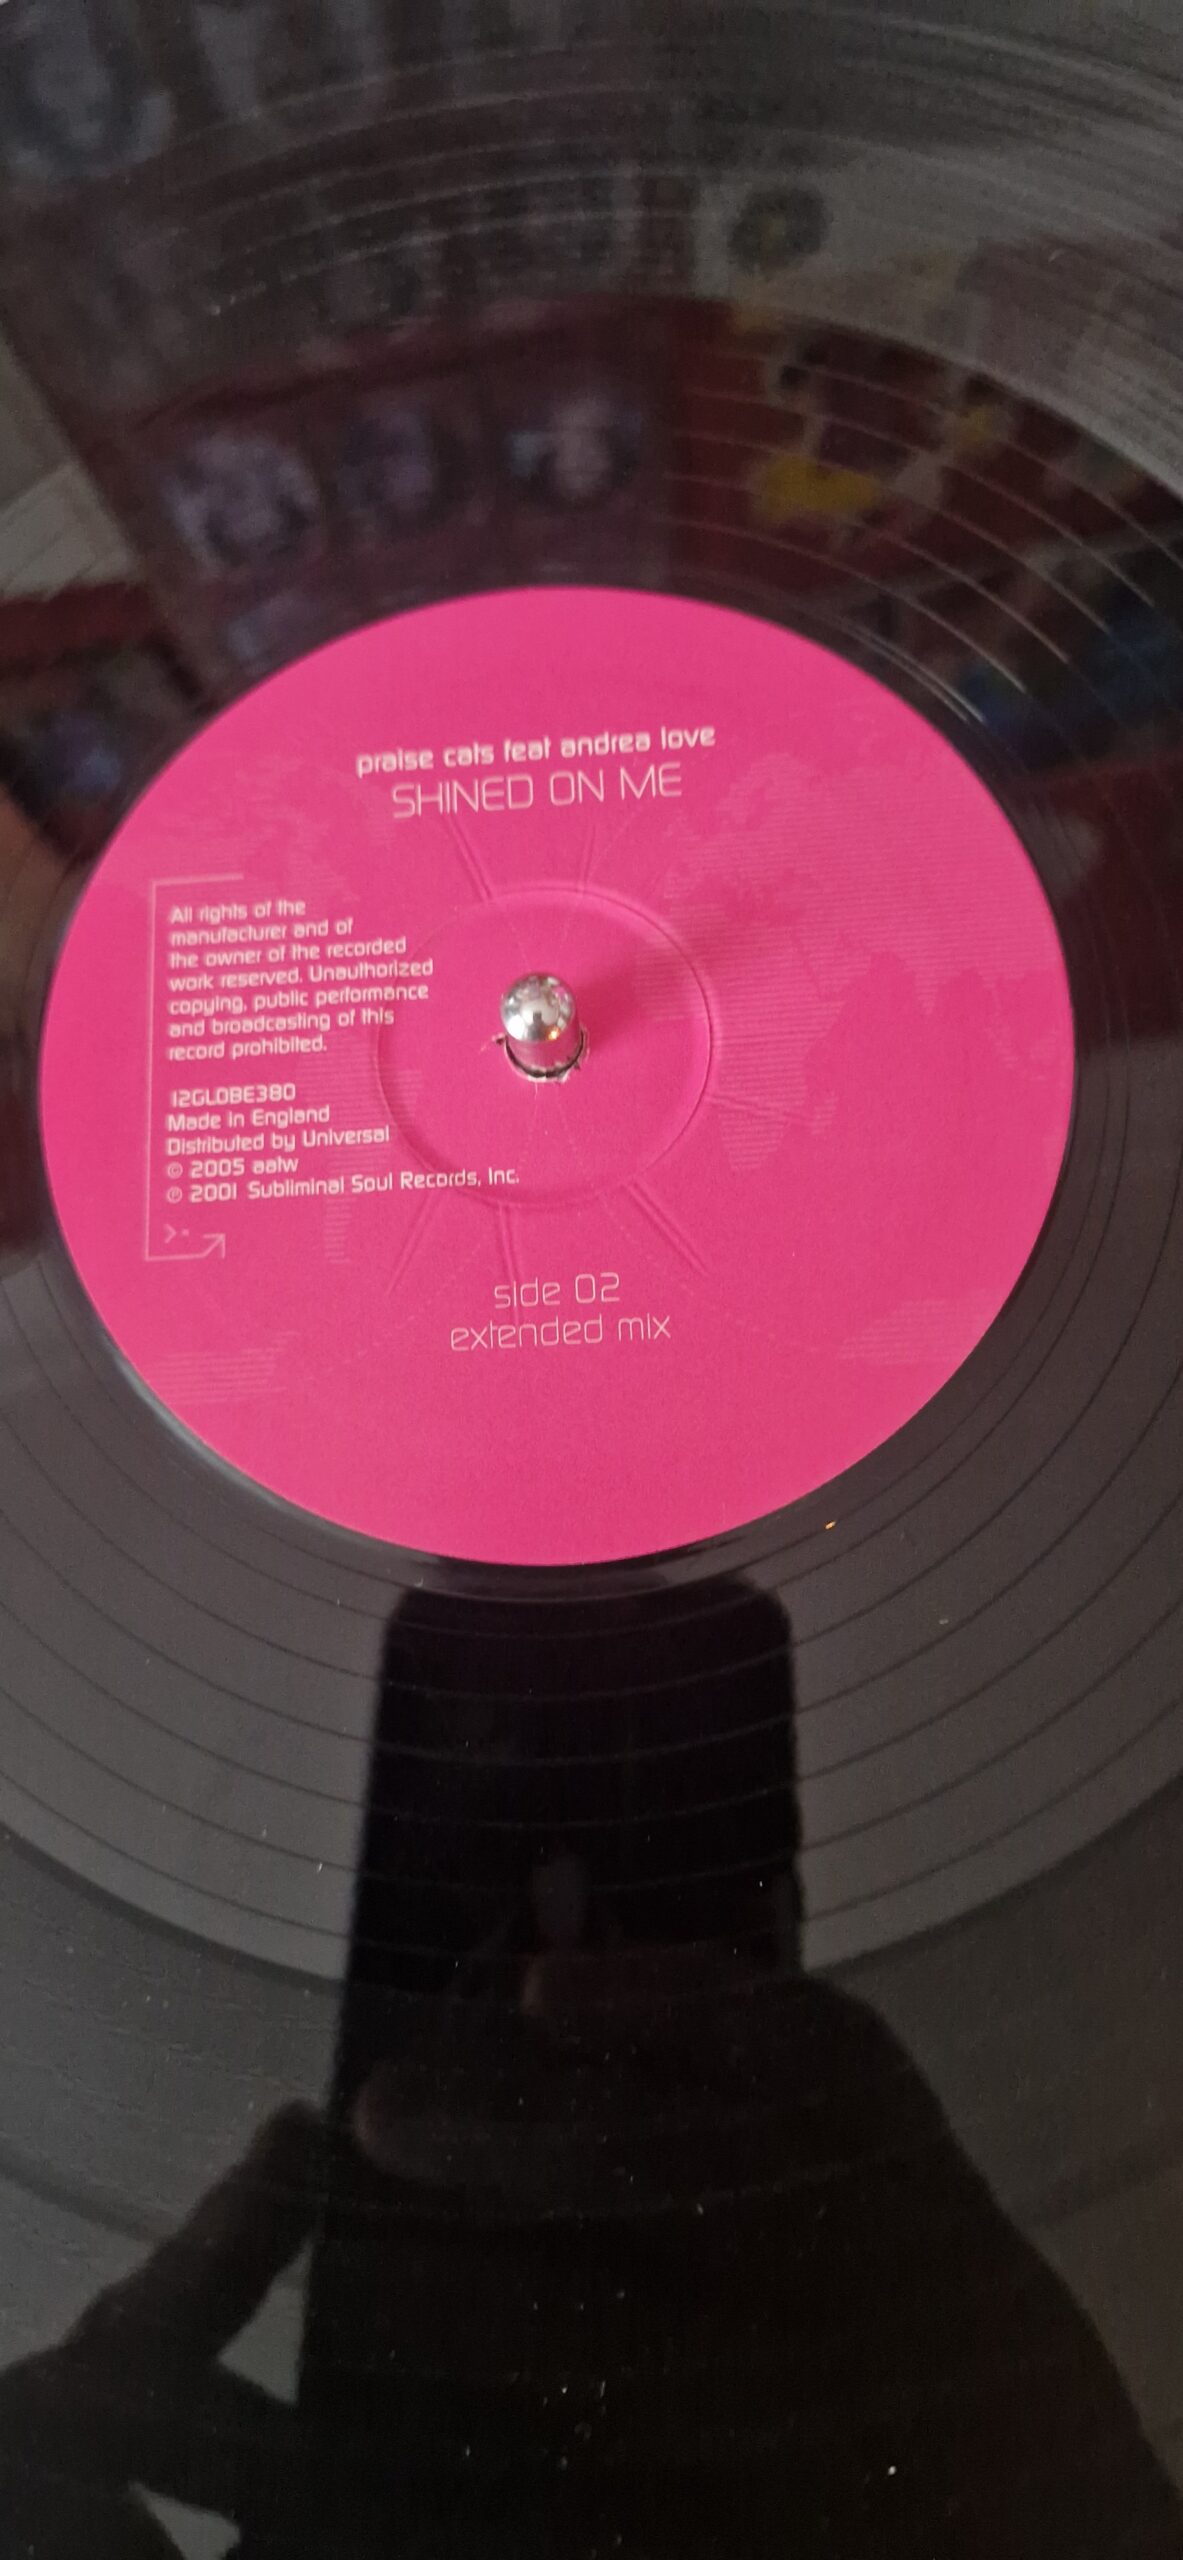 praise cats feat andrea love
SHINED ON ME
All rights of the
manufacturer and of
the owner of the recorded
work reserved. Unauthorized
copying, public performance
and broadcasting of this
record prohibited.
12GLOBE380
Made in England
Distributed by Universal
© 2005 aatw
℗ 2001 Subliminal Soul Records, Inc.
side 02
extended mix